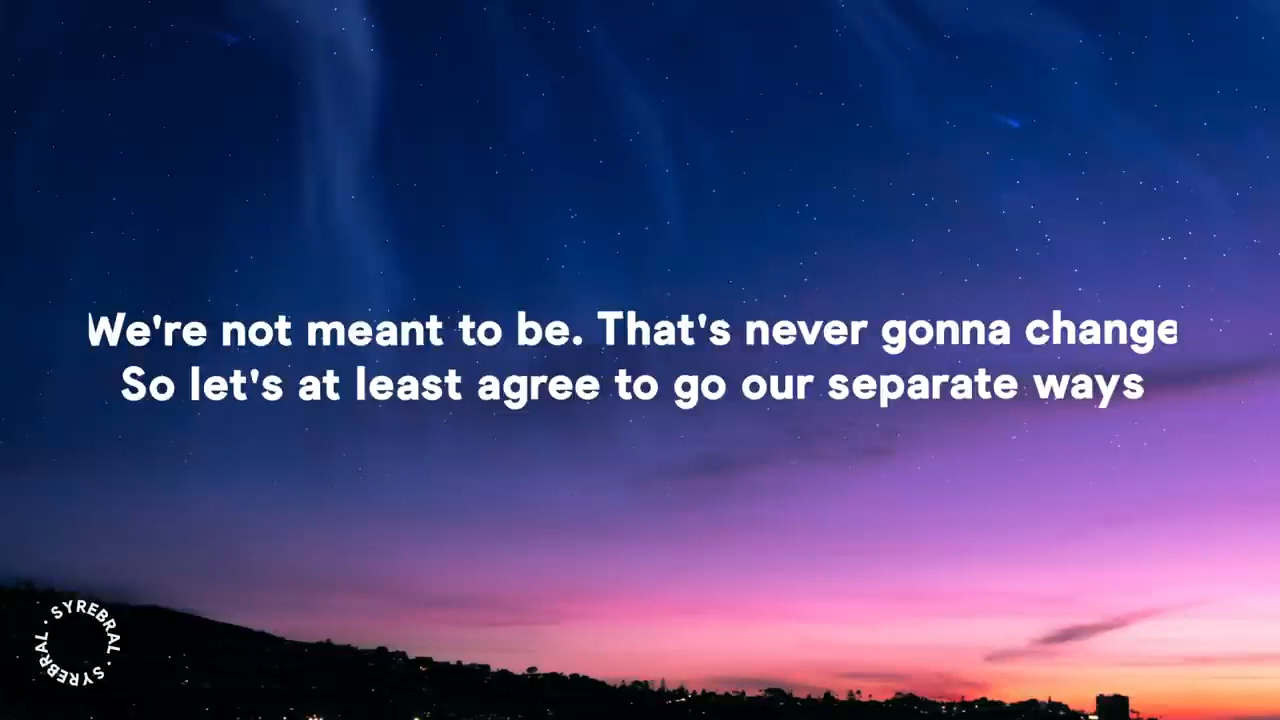 We're not meant to be. That's never gonna change
So let's at least agree to go our separate ways
SYREBRAL · SYREBRAL ·